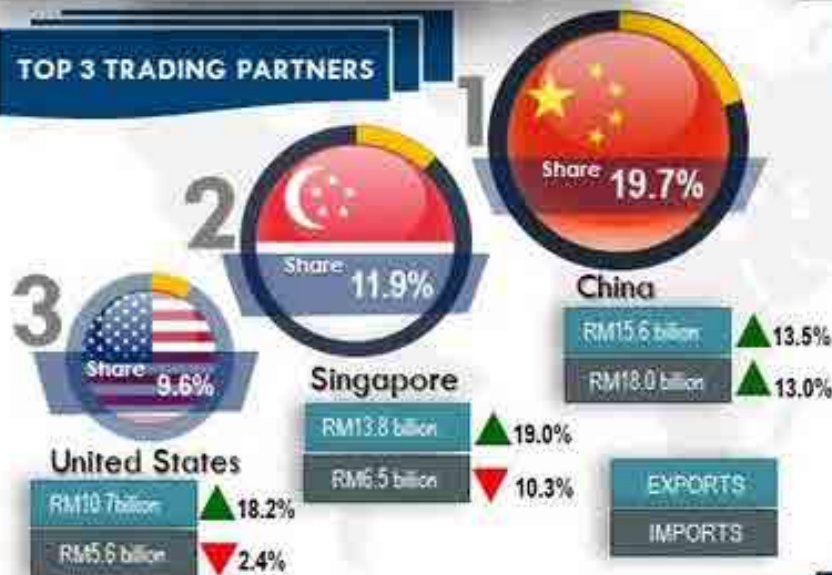 TOP 3 TRADING PARTNERS
1
Share 19.7%
China
RM15.6 billion 13.5%
RM18.0 billion 13.0%
2
Share 11.9%
Singapore
RM13.8 billion 19.0%
RM6.5 billion 10.3%
3
Share 9.6%
United States
RM10.7billion 18.2%
RM5.6 billion 2.4%
EXPORTS
IMPORTS